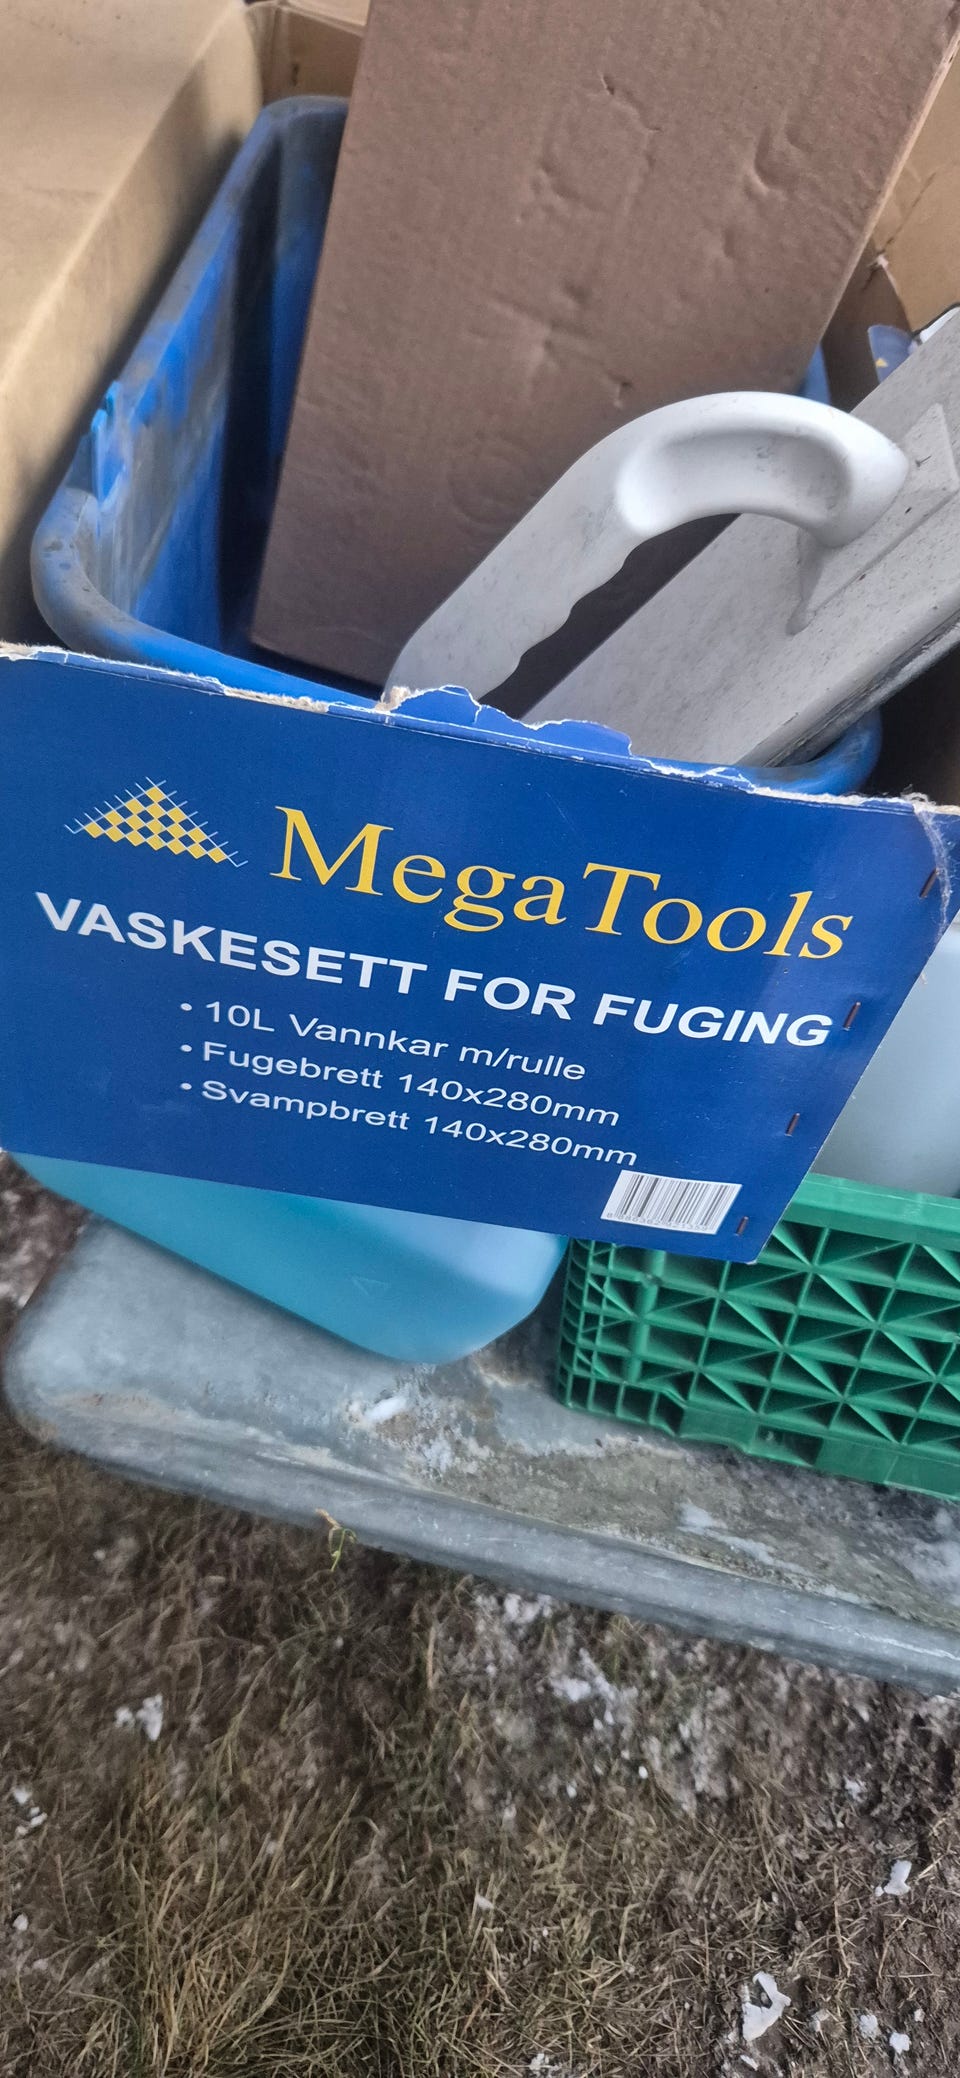 MegaTools
VASKESETT FOR FUGING
• 10L Vannkar m/rulle
• Fugebrett 140x280mm
• Svampbrett 140x280mm